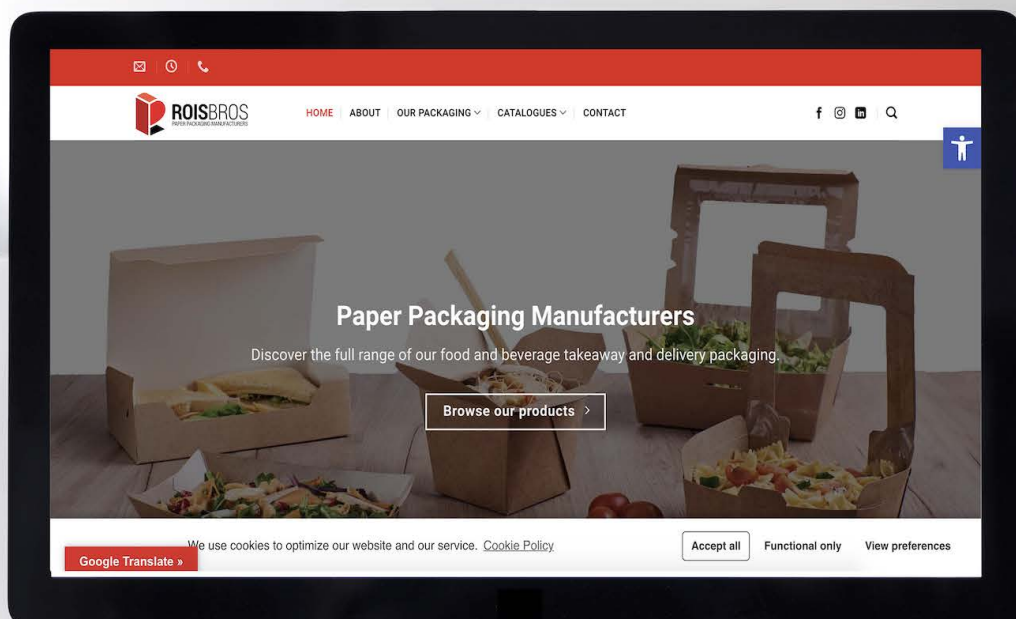 ROISBROS
PAPER PACKAGING MANUFACTURERS
HOME ABOUT OUR PACKAGING CATALOGUES CONTACT
f in
Paper Packaging Manufacturers
Discover the full range of our food and beverage takeaway and delivery packaging.
Browse our products
We use cookies to optimize our website and our service. Cookie Policy
Accept all Functional only View preferences
Google Translate »